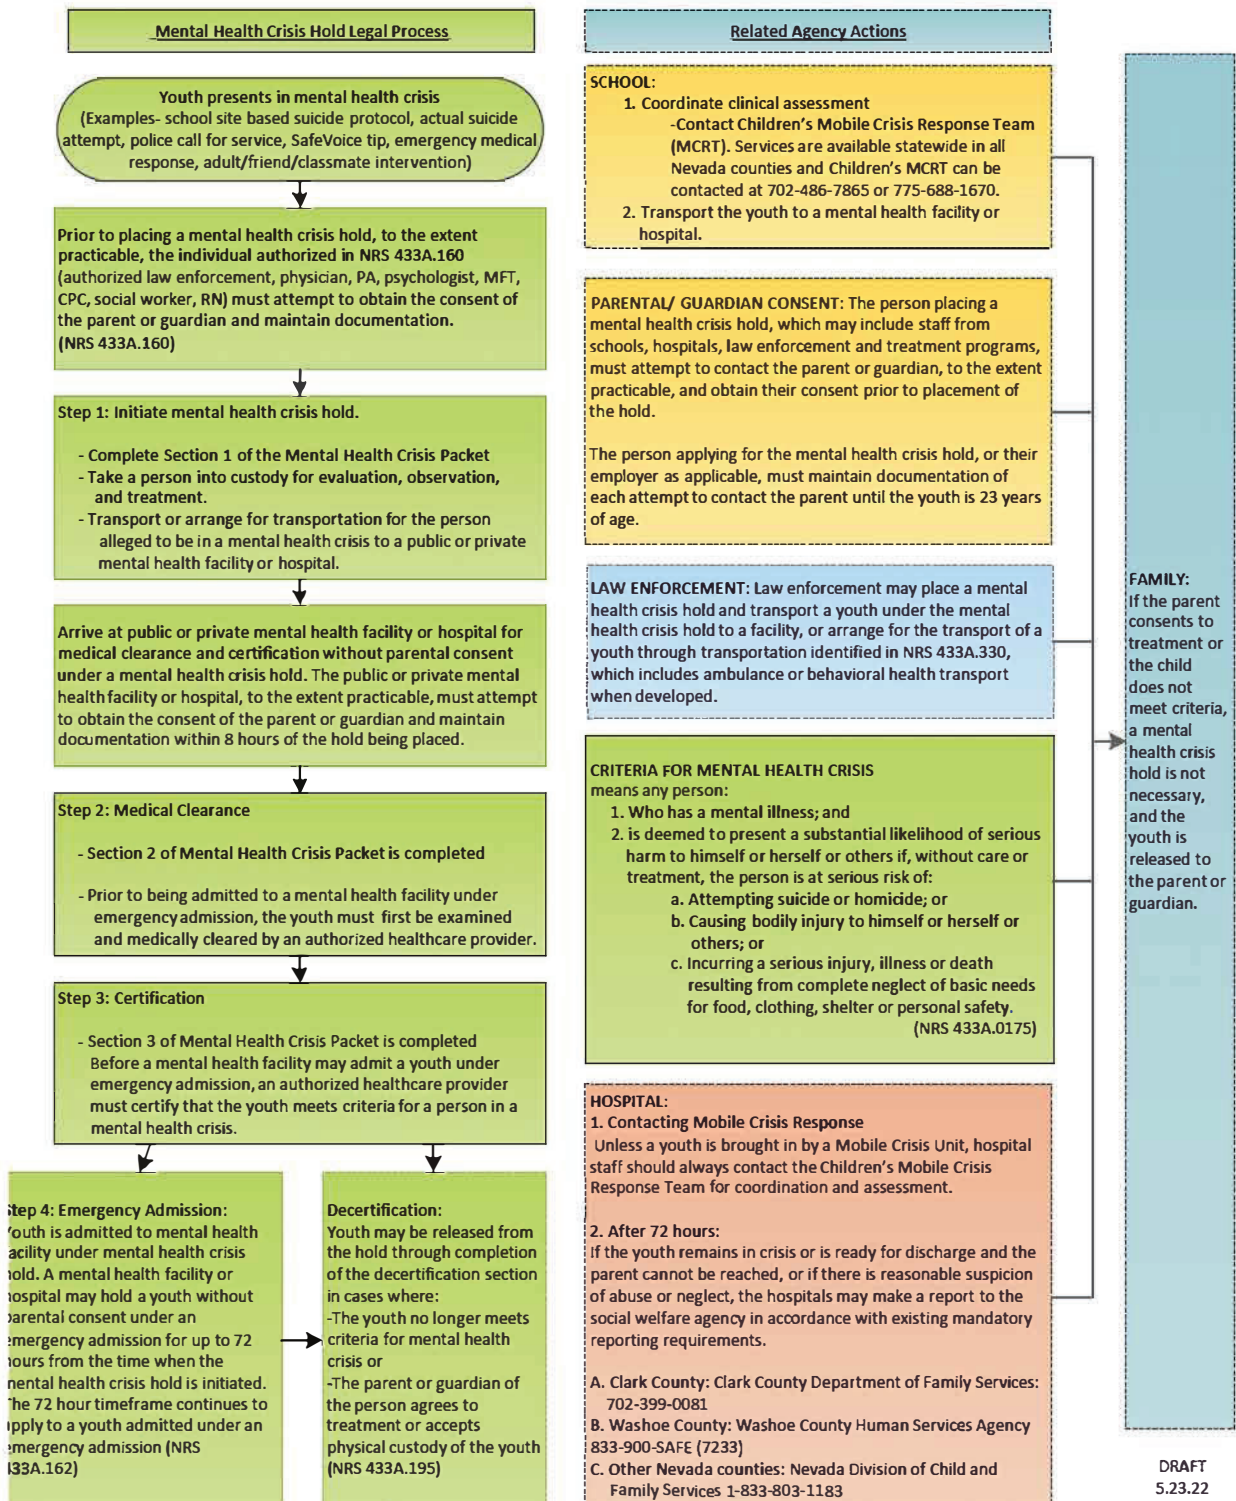 Mental Health Crisis Hold Legal Process
Youth presents in mental health crisis
(Examples- school site based suicide protocol, actual suicide
attempt, police call for service, SafeVoice tip, emergency medical
response, adult/friend/classmate intervention)
Prior to placing a mental health crisis hold, to the extent
practicable, the individual authorized in NRS 433A.160
(authorized law enforcement, physician, PA, psychologist, MFT,
CPC, social worker, RN) must attempt to obtain the consent of
the parent or guardian and maintain documentation.
(NRS 433A.160)
Step 1: Initiate mental health crisis hold.
- Complete Section 1 of the Mental Health Crisis Packet
- Take a person into custody for evaluation, observation,
and treatment.
- Transport or arrange for transportation for the person
alleged to be in a mental health crisis to a public or private
mental health facility or hospital.
Arrive at public or private mental health facility or hospital for
medical clearance and certification without parental consent
under a mental health crisis hold. The public or private mental
health facility or hospital, to the extent practicable, must attempt
to obtain the consent of the parent or guardian and maintain
documentation within 8 hours of the hold being placed.
Step 2: Medical Clearance
- Section 2 of Mental Health Crisis Packet is completed
- Prior to being admitted to a mental health facility under
emergency admission, the youth must first be examined
and medically cleared by an authorized healthcare provider.
Step 3: Certification
- Section 3 of Mental Health Crisis Packet is completed
Before a mental health facility may admit a youth under
emergency admission, an authorized healthcare provider
must certify that the youth meets criteria for a person in a
mental health crisis.
Step 4: Emergency Admission:
Youth is admitted to mental health
facility under mental health crisis
hold. A mental health facility or
hospital may hold a youth without
parental consent under an
emergency admission for up to 72
hours from the time when the
mental health crisis hold is initiated.
The 72 hour timeframe continues to
apply to a youth admitted under an
emergency admission (NRS
433A.162)
Decertification:
Youth may be released from
the hold through completion
of the decertification section
in cases where:
-The youth no longer meets
criteria for mental health
crisis or
-The parent or guardian of
the person agrees to
treatment or accepts
physical custody of the youth
(NRS 433A.195)
Related Agency Actions
SCHOOL:
1. Coordinate clinical assessment
-Contact Children's Mobile Crisis Response Team
(MCRT). Services are available statewide in all
Nevada counties and Children's MCRT can be
contacted at 702-486-7865 or 775-688-1670.
2. Transport the youth to a mental health facility or
hospital.
PARENTAL/ GUARDIAN CONSENT: The person placing a
mental health crisis hold, which may include staff from
schools, hospitals, law enforcement and treatment programs,
must attempt to contact the parent or guardian, to the extent
practicable, and obtain their consent prior to placement of
the hold.
The person applying for the mental health crisis hold, or their
employer as applicable, must maintain documentation of
each attempt to contact the parent until the youth is 23 years
of age.
LAW ENFORCEMENT: Law enforcement may place a mental
health crisis hold and transport a youth under the mental
health crisis hold to a facility, or arrange for the transport of a
youth through transportation identified in NRS 433A.330,
which includes ambulance or behavioral health transport
when developed.
CRITERIA FOR MENTAL HEALTH CRISIS
means any person:
1. Who has a mental illness; and
2. is deemed to present a substantial likelihood of serious
harm to himself or herself or others if, without care or
treatment, the person is at serious risk of:
a. Attempting suicide or homicide; or
b. Causing bodily injury to himself or herself or
others; or
c. Incurring a serious injury, illness or death
resulting from complete neglect of basic needs
for food, clothing, shelter or personal safety.
(NRS 433A.0175)
HOSPITAL:
1. Contacting Mobile Crisis Response
Unless a youth is brought in by a Mobile Crisis Unit, hospital
staff should always contact the Children's Mobile Crisis
Response Team for coordination and assessment.
2. After 72 hours:
If the youth remains in crisis or is ready for discharge and the
parent cannot be reached, or if there is reasonable suspicion
of abuse or neglect, the hospitals may make a report to the
social welfare agency in accordance with existing mandatory
reporting requirements.
A. Clark County: Clark County Department of Family Services:
702-399-0081
B. Washoe County: Washoe County Human Services Agency
833-900-SAFE (7233)
C. Other Nevada counties: Nevada Division of Child and
Family Services 1-833-803-1183
FAMILY:
If the parent
consents to
treatment or
the child
does not
meet criteria,
a mental
health crisis
hold is not
necessary,
and the
youth is
released to
the parent or
guardian.
DRAFT
5.23.22